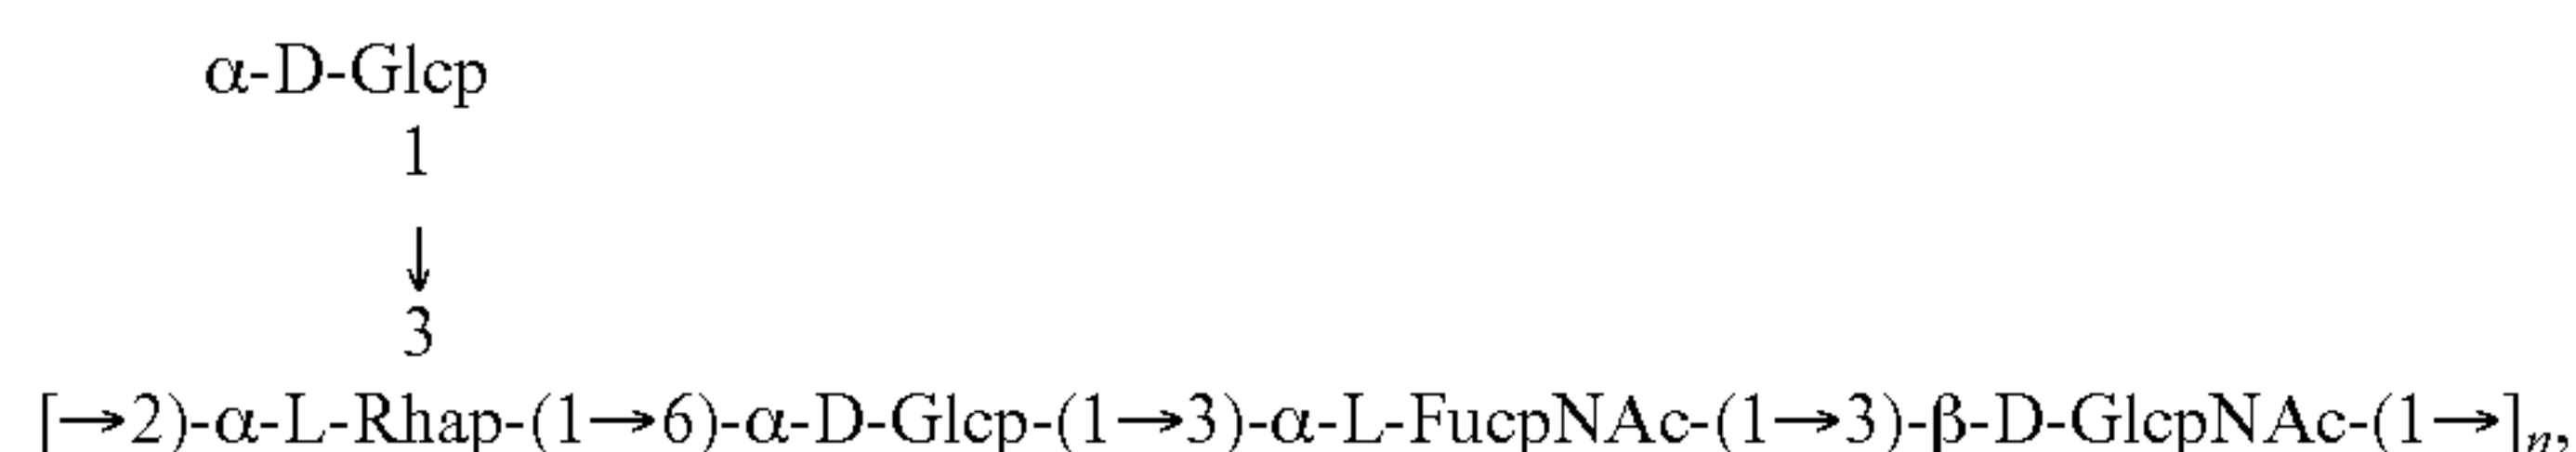 α-D-Glcp
1
↓
3
[→2)-α-L-Rhap-(1→6)-α-D-Glcp-(1→3)-α-L-FucpNAc-(1→3)-β-D-GlcpNAc-(1→]n,